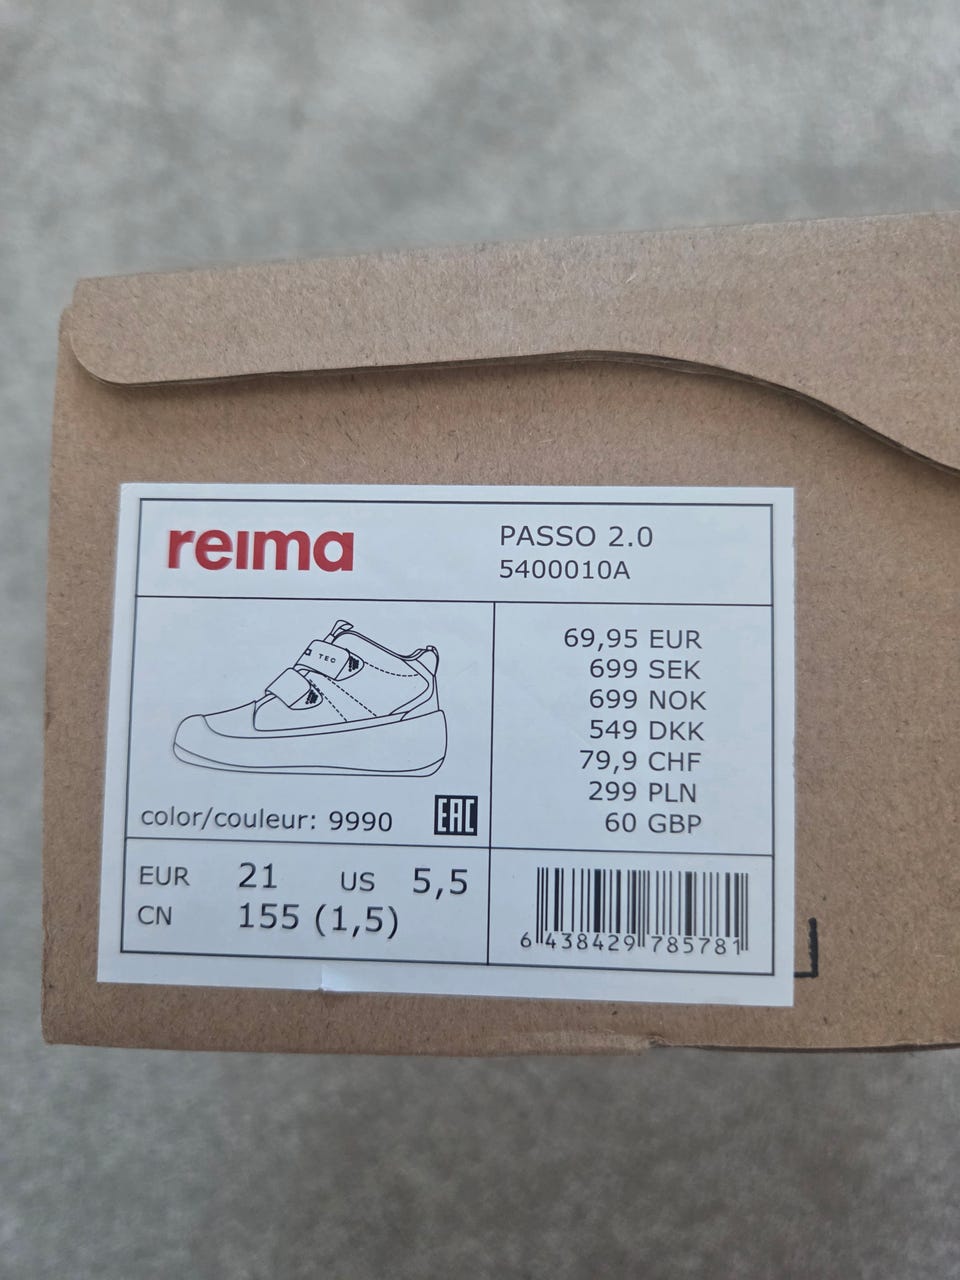 reima
PASSO 2.0
5400010A
TEC
69,95 EUR
699 SEK
699 NOK
549 DKK
79,9 CHF
299 PLN
60 GBP
color/couleur: 9990
EAC
EUR 21 US 5,5
CN 155 (1,5)
6 438429 785781